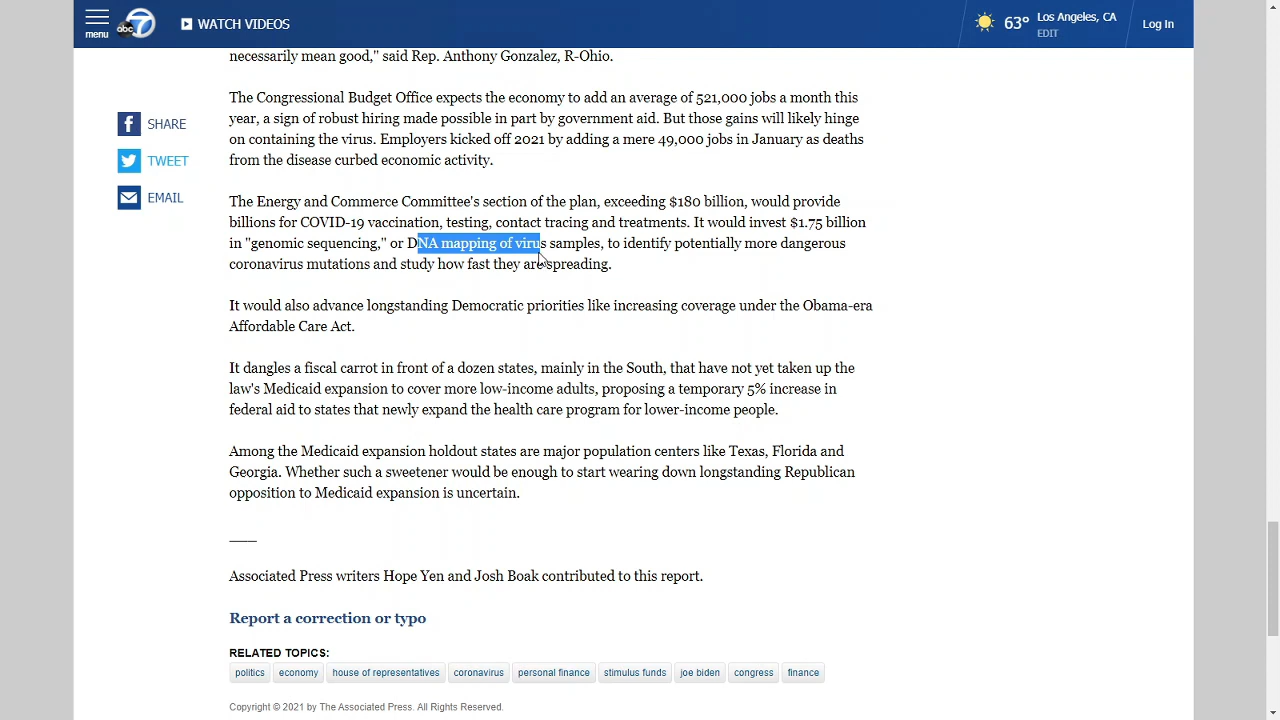 menu
abc 7
WATCH VIDEOS
63°
Los Angeles, CA
EDIT
Log In
necessarily mean good," said Rep. Anthony Gonzalez, R-Ohio.
SHARE
TWEET
EMAIL
The Congressional Budget Office expects the economy to add an average of 521,000 jobs a month this
year, a sign of robust hiring made possible in part by government aid. But those gains will likely hinge
on containing the virus. Employers kicked off 2021 by adding a mere 49,000 jobs in January as deaths
from the disease curbed economic activity.
The Energy and Commerce Committee's section of the plan, exceeding $180 billion, would provide
billions for COVID-19 vaccination, testing, contact tracing and treatments. It would invest $1.75 billion
in "genomic sequencing," or DNA mapping of virus samples, to identify potentially more dangerous
coronavirus mutations and study how fast they are spreading.
It would also advance longstanding Democratic priorities like increasing coverage under the Obama-era
Affordable Care Act.
It dangles a fiscal carrot in front of a dozen states, mainly in the South, that have not yet taken up the
law's Medicaid expansion to cover more low-income adults, proposing a temporary 5% increase in
federal aid to states that newly expand the health care program for lower-income people.
Among the Medicaid expansion holdout states are major population centers like Texas, Florida and
Georgia. Whether such a sweetener would be enough to start wearing down longstanding Republican
opposition to Medicaid expansion is uncertain.
___
Associated Press writers Hope Yen and Josh Boak contributed to this report.
Report a correction or typo
RELATED TOPICS:
politics economy house of representatives coronavirus personal finance stimulus funds joe biden congress finance
Copyright © 2021 by The Associated Press. All Rights Reserved.